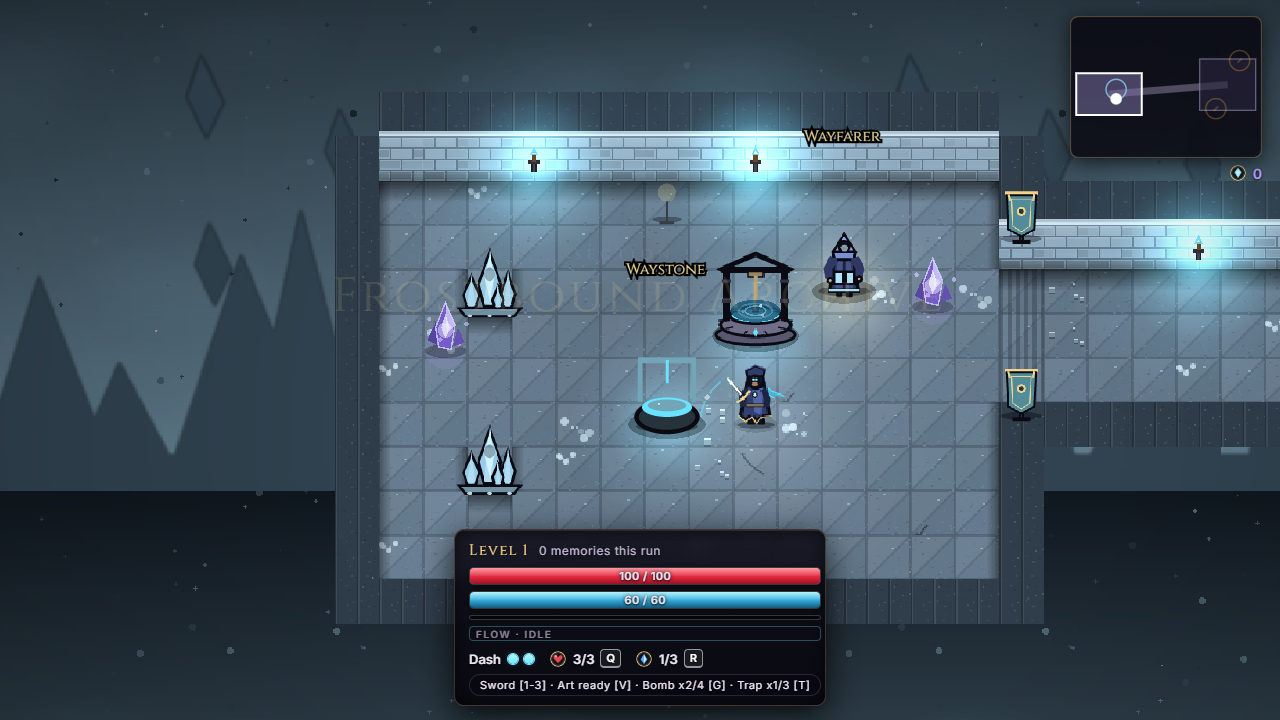 WAYFARER
0
WAYSTONE
LEVEL 1 0 memories this run
100 / 100
60 / 60
FLOW · IDLE
Dash 3/3 Q 1/3 R
Sword [1-3] · Art ready [V] · Bomb x2/4 [G] · Trap x1/3 [T]